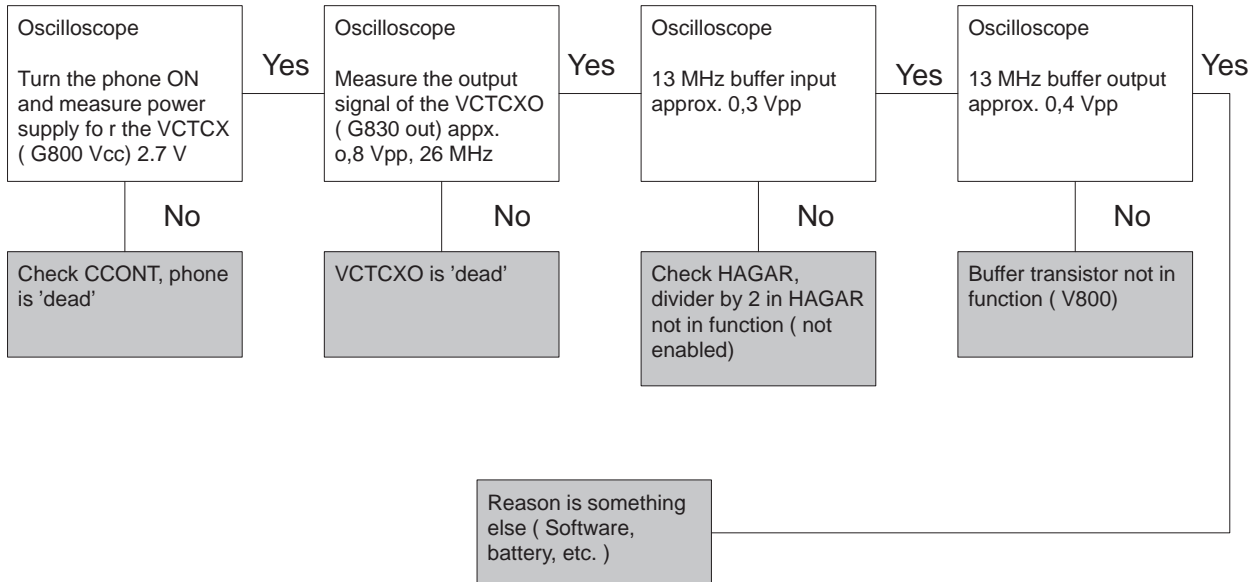 Oscilloscope
Turn the phone ON
and measure power
supply fo r the VCTCX
( G800 Vcc) 2.7 V
Yes
Oscilloscope
Measure the output
signal of the VCTCXO
( G830 out) appx.
o,8 Vpp, 26 MHz
Yes
Oscilloscope
13 MHz buffer input
approx. 0,3 Vpp
Yes
Oscilloscope
13 MHz buffer output
approx. 0,4 Vpp
Yes
No
No
No
No
Check CCONT, phone
is ’dead’
VCTCXO is ’dead’
Check HAGAR,
divider by 2 in HAGAR
not in function ( not
enabled)
Buffer transistor not in
function ( V800)
Reason is something
else ( Software,
battery, etc. )